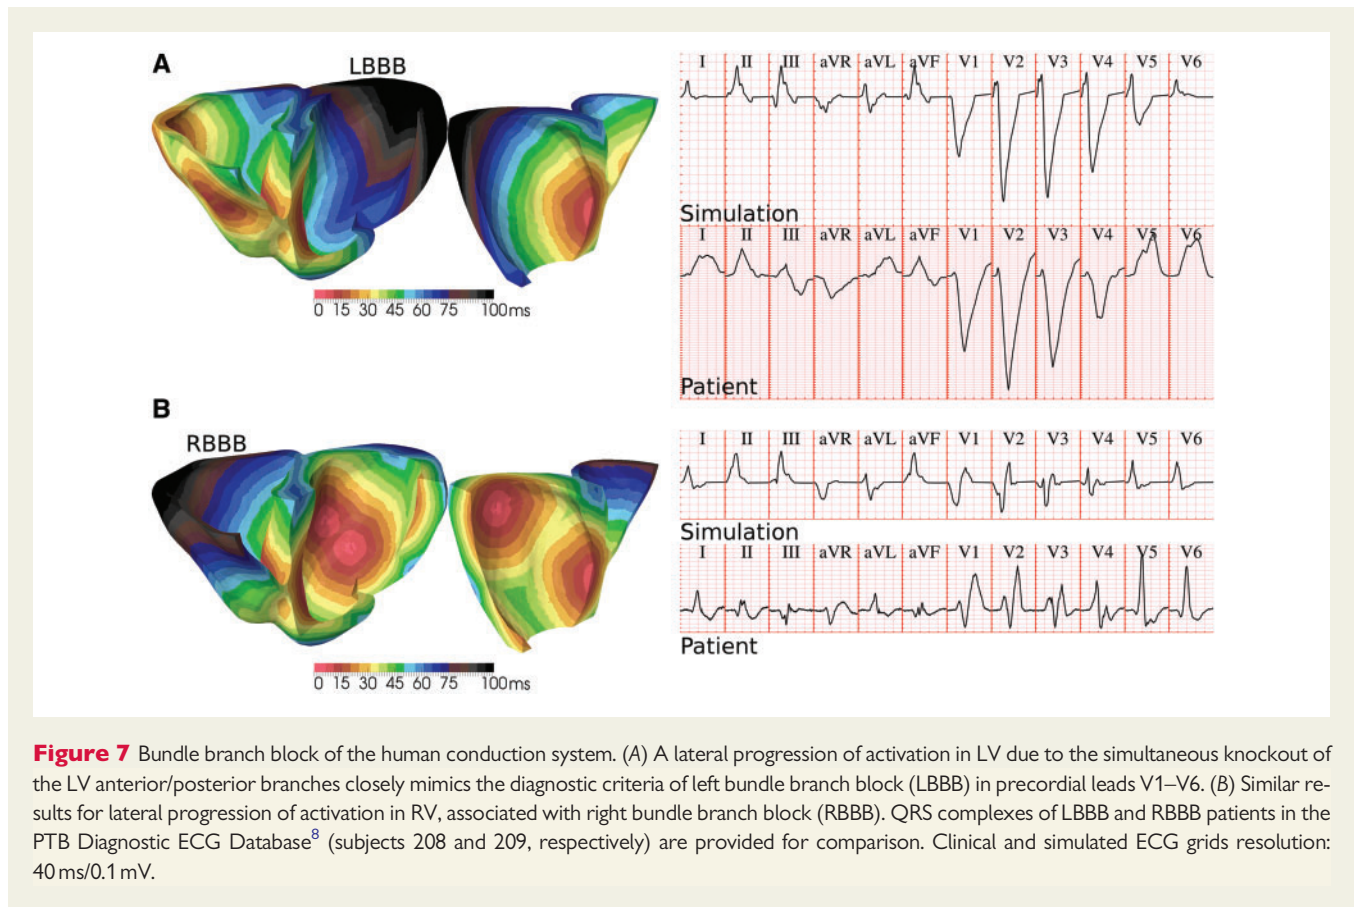 A
LBBB
I II III aVR aVL aVF V1 V2 V3 V4 V5 V6
Simulation
I II III aVR aVL aVF V1 V2 V3 V4 V5 V6
Patient
0 15 30 45 60 75 100ms
B
RBBB
I II III aVR aVL aVF V1 V2 V3 V4 V5 V6
Simulation
I II III aVR aVL aVF V1 V2 V3 V4 V5 V6
Patient
0 15 30 45 60 75 100ms
Figure 7 Bundle branch block of the human conduction system. (A) A lateral progression of activation in LV due to the simultaneous knockout of
the LV anterior/posterior branches closely mimics the diagnostic criteria of left bundle branch block (LBBB) in precordial leads V1–V6. (B) Similar re-
sults for lateral progression of activation in RV, associated with right bundle branch block (RBBB). QRS complexes of LBBB and RBBB patients in the
PTB Diagnostic ECG Database8 (subjects 208 and 209, respectively) are provided for comparison. Clinical and simulated ECG grids resolution:
40 ms/0.1 mV.